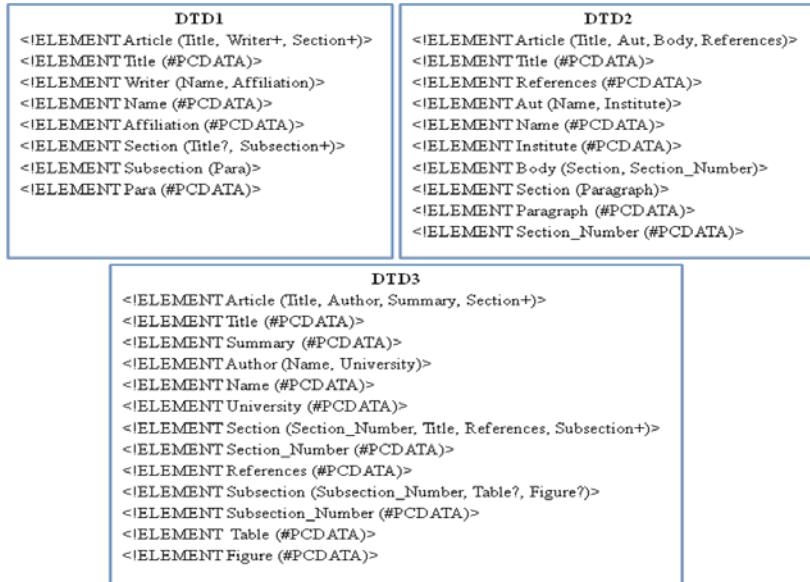 DTD1
<!ELEMENT Article (Title, Writer+, Section+)>
<!ELEMENT Title (#PCDATA)>
<!ELEMENT Writer (Name, Affiliation)>
<!ELEMENT Name (#PCDATA)>
<!ELEMENT Affiliation (#PCDATA)>
<!ELEMENT Section (Title?, Subsection+)>
<!ELEMENT Subsection (Para)>
<!ELEMENT Para (#PCDATA)>
DTD2
<!ELEMENT Article (Title, Aut, Body, References)>
<!ELEMENT Title (#PCDATA)>
<!ELEMENT References (#PCDATA)>
<!ELEMENT Aut (Name, Institute)>
<!ELEMENT Name (#PCDATA)>
<!ELEMENT Institute (#PCDATA)>
<!ELEMENT Body (Section, Section_Number)>
<!ELEMENT Section (Paragraph)>
<!ELEMENT Paragraph (#PCDATA)>
<!ELEMENT Section_Number (#PCDATA)>
DTD3
<!ELEMENT Article (Title, Author, Summary, Section+)>
<!ELEMENT Title (#PCDATA)>
<!ELEMENT Summary (#PCDATA)>
<!ELEMENT Author (Name, University)>
<!ELEMENT Name (#PCDATA)>
<!ELEMENT University (#PCDATA)>
<!ELEMENT Section (Section_Number, Title, References, Subsection+)>
<!ELEMENT Section_Number (#PCDATA)>
<!ELEMENT References (#PCDATA)>
<!ELEMENT Subsection (Subsection_Number, Table?, Figure?)>
<!ELEMENT Subsection_Number (#PCDATA)>
<!ELEMENT Table (#PCDATA)>
<!ELEMENT Figure (#PCDATA)>